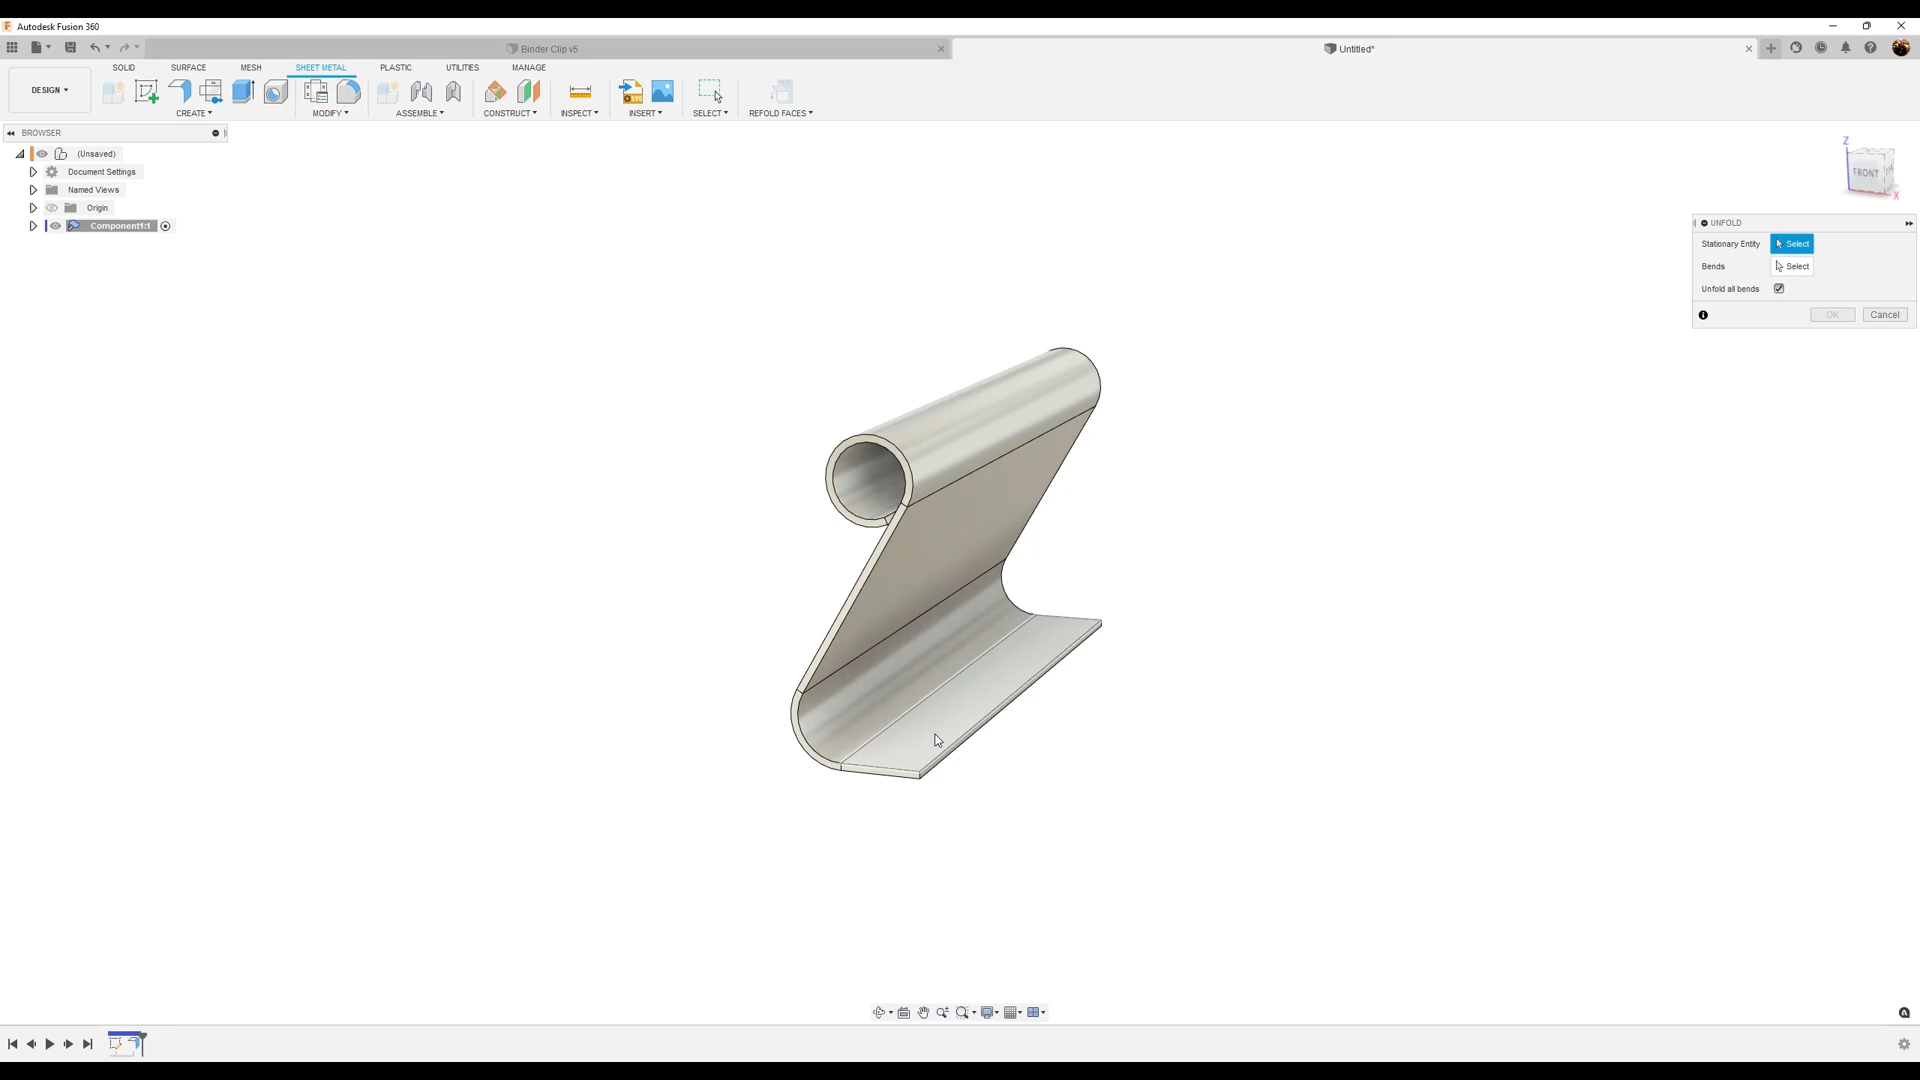 Autodesk Fusion 360
Binder Clip v5
Untitled*
DESIGN
SOLID
SURFACE
MESH
SHEET METAL
PLASTIC
UTILITIES
MANAGE
CREATE
MODIFY
ASSEMBLE
CONSTRUCT
INSPECT
INSERT
SELECT
REFOLD FACES
BROWSER
(Unsaved)
Document Settings
Named Views
Origin
Component1:1
Z
FRONT
X
UNFOLD
Stationary Entity Select
Bends Select
Unfold all bends
OK Cancel